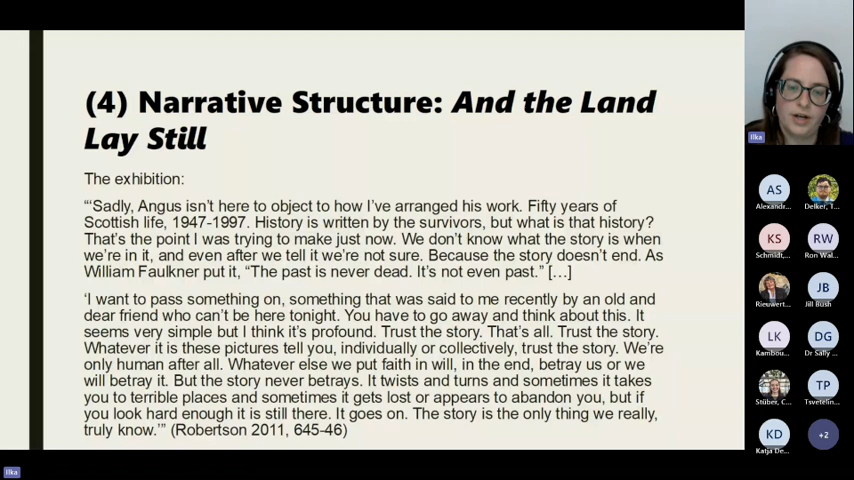 (4) Narrative Structure: And the Land
Lay Still
The exhibition:
“‘Sadly, Angus isn’t here to object to how I’ve arranged his work. Fifty years of
Scottish life, 1947-1997. History is written by the survivors, but what is that history?
That’s the point I was trying to make just now. We don’t know what the story is when
we’re in it, and even after we tell it we’re not sure. Because the story doesn’t end. As
William Faulkner put it, “The past is never dead. It’s not even past.” […]
‘I want to pass something on, something that was said to me recently by an old and
dear friend who can’t be here tonight. You have to go away and think about this. It
seems very simple but I think it’s profound. Trust the story. That’s all. Trust the story.
Whatever it is these pictures tell you, individually or collectively, trust the story. We’re
only human after all. Whatever else we put faith in will, in the end, betray us or we
will betray it. But the story never betrays. It twists and turns and sometimes it takes
you to terrible places and sometimes it gets lost or appears to abandon you, but if
you look hard enough it is still there. It goes on. The story is the only thing we really,
truly know.’” (Robertson 2011, 645-46)
Ilka
AS
Alexandr...
Delker, T...
KS
Schmidt,...
RW
Ron Wal...
Rieuwert...
JB
Jill Bush
LK
Kambou...
DG
Dr Sally ...
Stüber, C...
TP
Tsvetelin...
KD
Katja De...
+2
Ilka